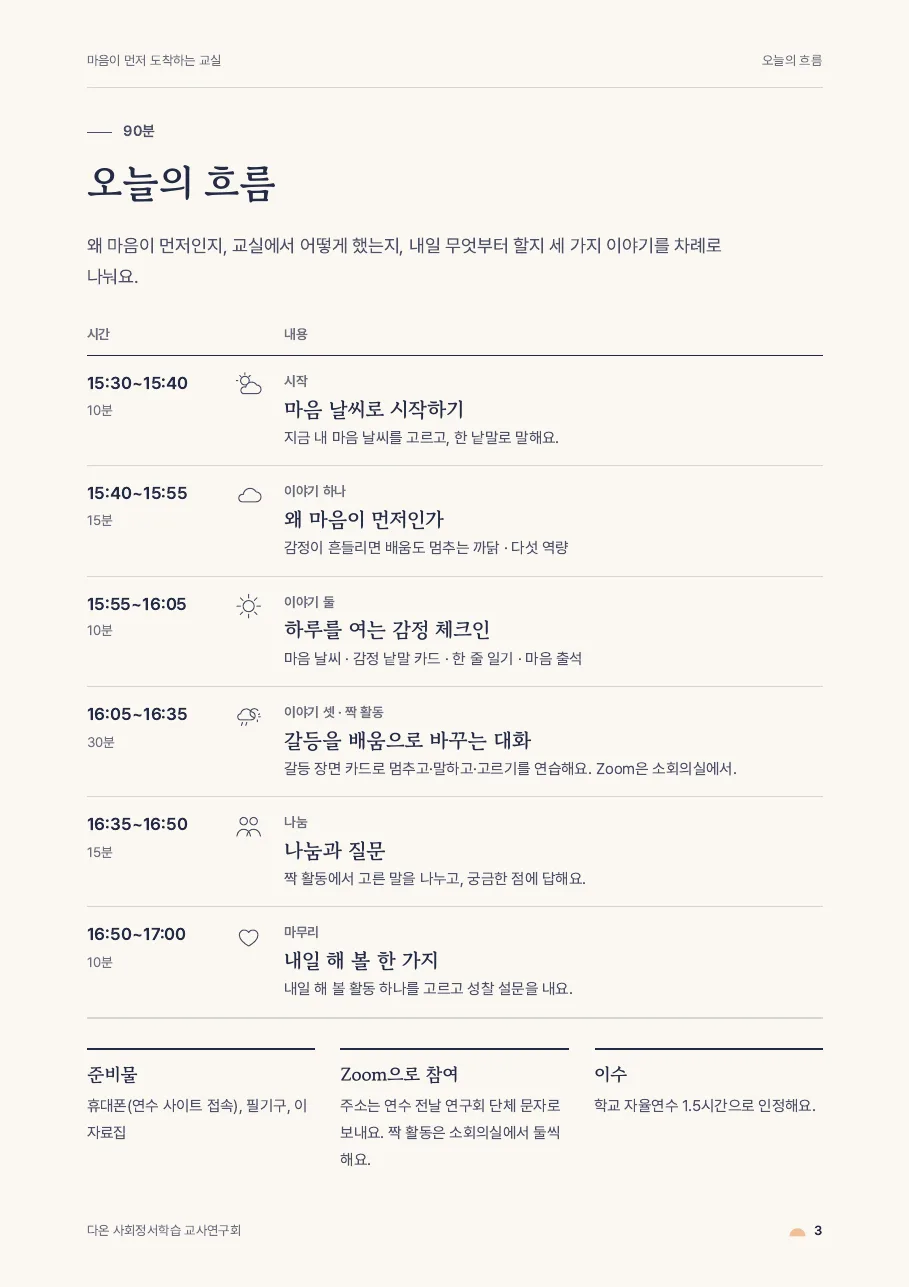 마음이 먼저 도착하는 교실
오늘의 흐름
90분
오늘의 흐름
왜 마음이 먼저인지, 교실에서 어떻게 했는지, 내일 무엇부터 할지 세 가지 이야기를 차례로
나눠요.
시간
내용
15:30~15:40
10분
시작
마음 날씨로 시작하기
지금 내 마음 날씨를 고르고, 한 낱말로 말해요.
15:40~15:55
15분
이야기 하나
왜 마음이 먼저인가
감정이 흔들리면 배움도 멈추는 까닭 · 다섯 역량
15:55~16:05
10분
이야기 둘
하루를 여는 감정 체크인
마음 날씨 · 감정 낱말 카드 · 한 줄 일기 · 마음 출석
16:05~16:35
30분
이야기 셋 · 짝 활동
갈등을 배움으로 바꾸는 대화
갈등 장면 카드로 멈추고·말하고·고르기를 연습해요. Zoom은 소회의실에서.
16:35~16:50
15분
나눔
나눔과 질문
짝 활동에서 고른 말을 나누고, 궁금한 점에 답해요.
16:50~17:00
10분
마무리
내일 해 볼 한 가지
내일 해 볼 활동 하나를 고르고 성찰 설문을 내요.
준비물
휴대폰(연수 사이트 접속), 필기구, 이
자료집
Zoom으로 참여
주소는 연수 전날 연구회 단체 문자로
보내요. 짝 활동은 소회의실에서 둘씩
해요.
이수
학교 자율연수 1.5시간으로 인정해요.
다온 사회정서학습 교사연구회
3